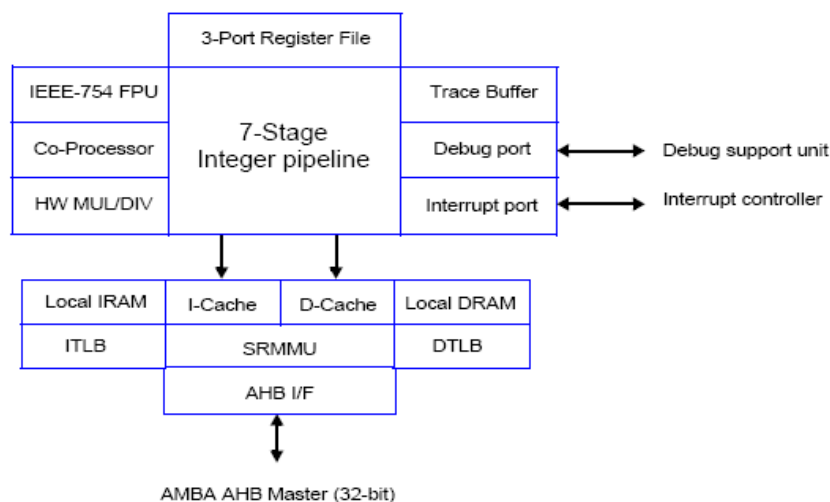 3-Port Register File
IEEE-754 FPU
Trace Buffer
7-Stage
Integer pipeline
Co-Processor
Debug port
Debug support unit
HW MUL/DIV
Interrupt port
Interrupt controller
Local IRAM
I-Cache
D-Cache
Local DRAM
ITLB
SRMMU
DTLB
AHB I/F
AMBA AHB Master (32-bit)